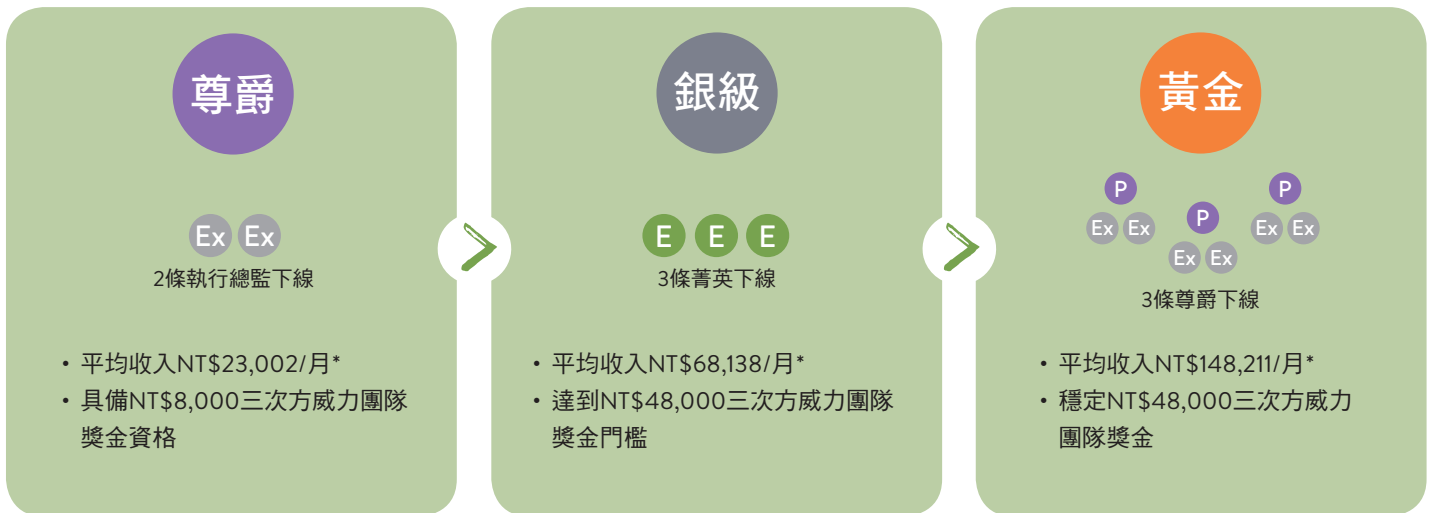 尊爵
Ex Ex
2條執行總監下線
• 平均收入NT$23,002/月*
• 具備NT$8,000三次方威力團隊
獎金資格
銀級
E E E
3條菁英下線
• 平均收入NT$68,138/月*
• 達到NT$48,000三次方威力團隊
獎金門檻
黃金
P P P
Ex Ex Ex Ex Ex Ex
3條尊爵下線
• 平均收入NT$148,211/月*
• 穩定NT$48,000三次方威力
團隊獎金